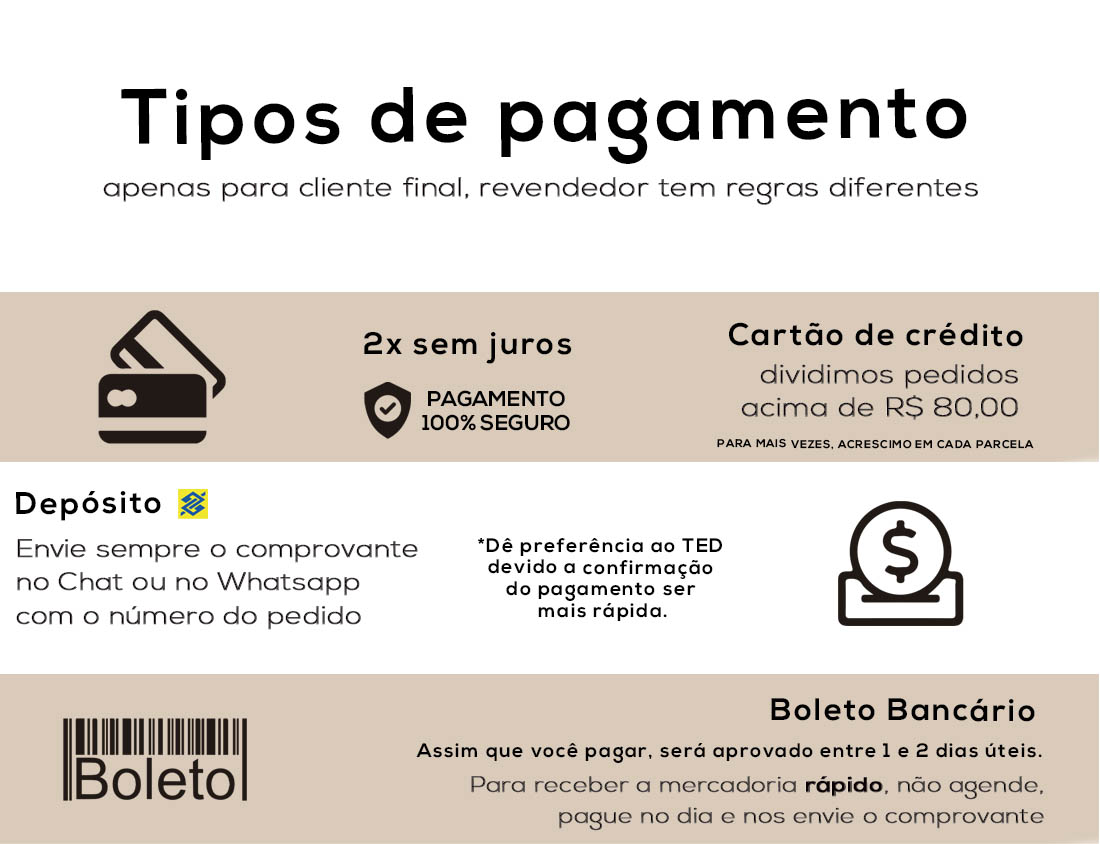 Tipos de pagamento
apenas para cliente final, revendedor tem regras diferentes
2x sem juros
PAGAMENTO
100% SEGURO
Cartão de crédito
dividimos pedidos
acima de R$ 80,00
PARA MAIS VEZES, ACRESCIMO EM CADA PARCELA
Depósito
Envie sempre o comprovante
no Chat ou no Whatsapp
com o número do pedido
*Dê preferência ao TED
devido a confirmação
do pagamento ser
mais rápida.
$
Boleto
Boleto Bancário
Assim que você pagar, será aprovado entre 1 e 2 dias úteis.
Para receber a mercadoria rápido, não agende,
pague no dia e nos envie o comprovante